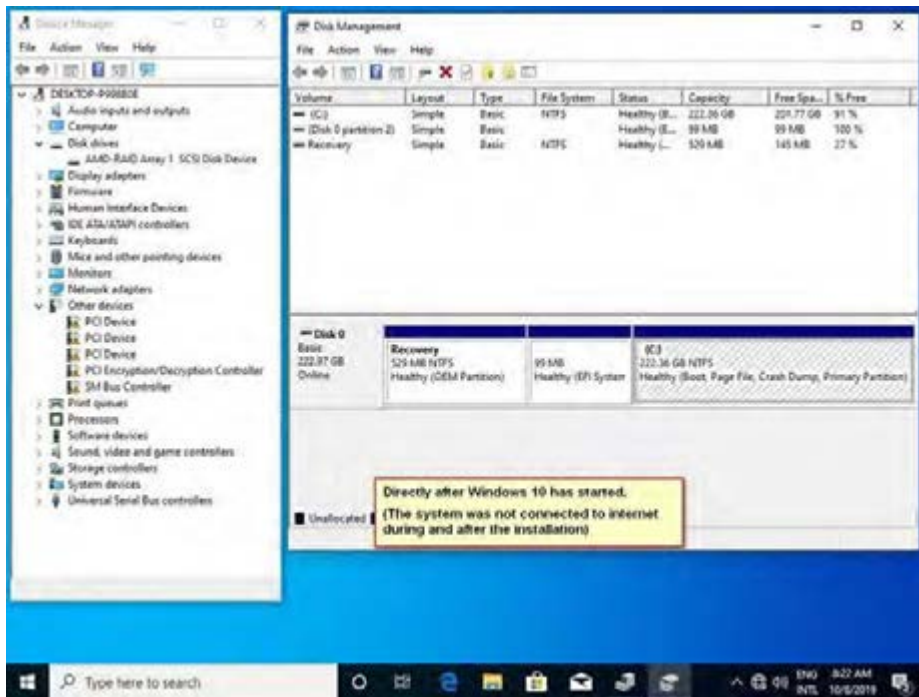 Device Manager
File Action View Help
Audio inputs and outputs
Computer
Disk drives
AMD-RAID Array 1 SCSI Disk Device
Display adapters
Firmware
Human Interface Devices
IDE ATA/ATAPI controllers
Keyboards
Mice and other pointing devices
Monitors
Network adapters
Other devices
PCI Device
PCI Device
PCI Device
PCI Encryption/Decryption Controller
SM Bus Controller
Print queues
Processors
Software devices
Sound, video and game controllers
Storage controllers
System devices
Universal Serial Bus controllers
Disk Management
File Action View Help
Volume Layout Type File System Status Capacity Free Spa... % Free
(C:) Simple Basic NTFS Healthy (B... 222.36 GB 201.77 GB 91 %
(Disk 0 partition 2) Simple Basic Healthy (E... 99 MB 99 MB 100 %
Recovery Simple Basic NTFS Healthy (... 529 MB 145 MB 27 %
Disk 0
Basic
222.97 GB
Online
Recovery
529 MB NTFS
Healthy (OEM Partition)
99 MB
Healthy (EFI System
(C:)
222.36 GB NTFS
Healthy (Boot, Page File, Crash Dump, Primary Partition)
Unallocated
Directly after Windows 10 has started.
(The system was not connected to internet
during and after the installation)
Type here to search
ENG
INTL
8:22 AM